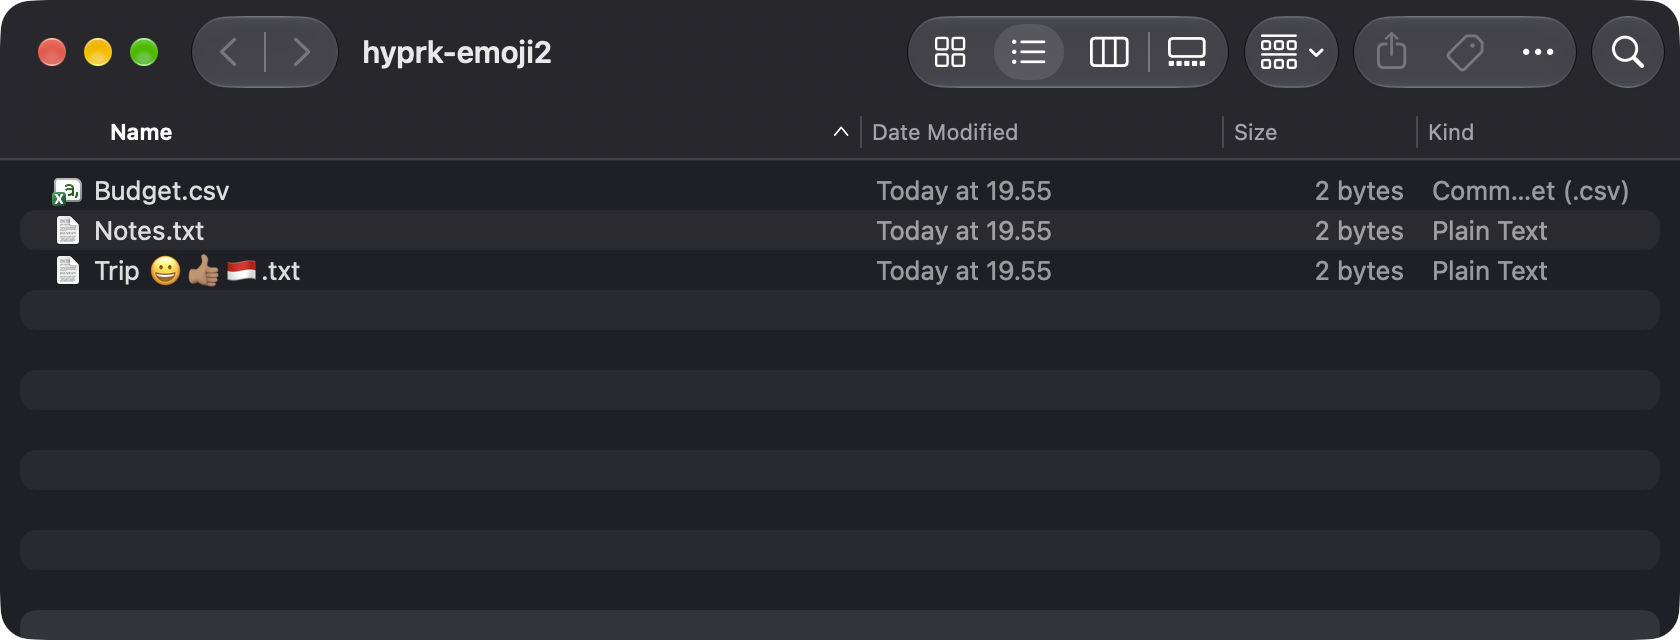 hyprk-emoji2
Name Date Modified Size Kind
Budget.csv Today at 19.55 2 bytes Comm...et (.csv)
Notes.txt Today at 19.55 2 bytes Plain Text
Trip 😀👍🏽🇮🇩.txt Today at 19.55 2 bytes Plain Text